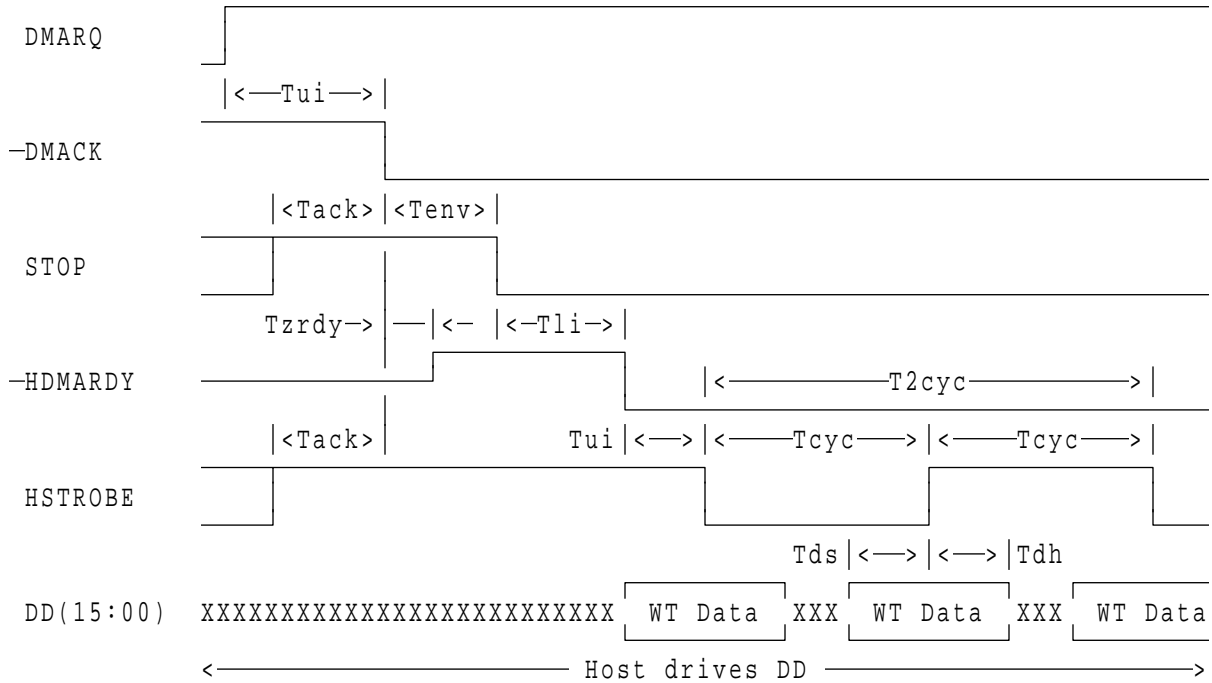 DMARQ
|<—Tui—>|
—DMACK
|<Tack>|<Tenv>|
STOP
Tzrdy—>|—|<— |<—Tli—>|
—HDMARDY |<———T2cyc———>|
|<Tack>| Tui|<—>|<——Tcyc——>|<——Tcyc——>|
HSTROBE
Tds|<—>|<—>|Tdh
DD(15:00) XXXXXXXXXXXXXXXXXXXXXXXXXX WT Data XXX WT Data XXX WT Data
<———————— Host drives DD ————————>